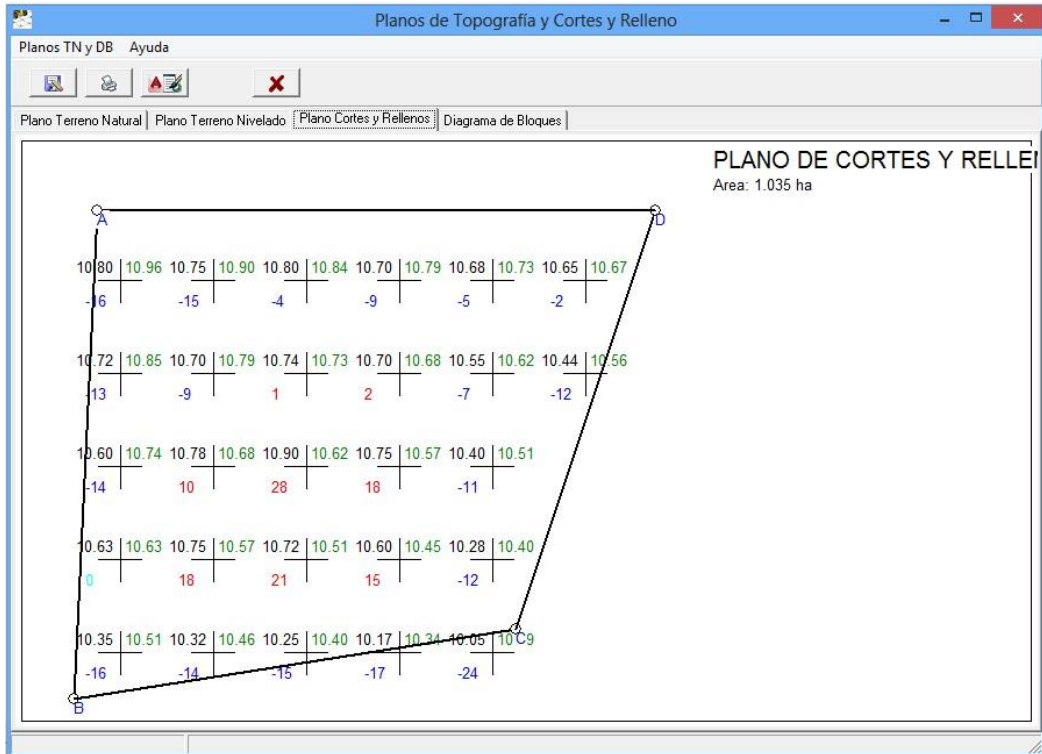 Planos de Topografía y Cortes y Relleno
Planos TN y DB Ayuda
Plano Terreno Natural Plano Terreno Nivelado Plano Cortes y Rellenos Diagrama de Bloques
PLANO DE CORTES Y
Area: 1.035 ha
A D
10.80 10.96 10.75 10.90 10.80 10.84 10.70 10.79 10.68 10.73 10.65 10.67
-16 -15 -4 -9 -5 -2
10.72 10.85 10.70 10.79 10.74 10.73 10.70 10.68 10.55 10.62 10.44 10.56
-13 -9 1 2 -7 -12
10.60 10.74 10.78 10.68 10.90 10.62 10.75 10.57 10.40 10.51
-14 10 28 18 -11
10.63 10.63 10.75 10.57 10.72 10.51 10.60 10.45 10.28 10.40
0 18 21 15 -12
10.35 10.51 10.32 10.46 10.25 10.40 10.17 10.34 10.05 C
-16 -14 -15 -17 -24
B